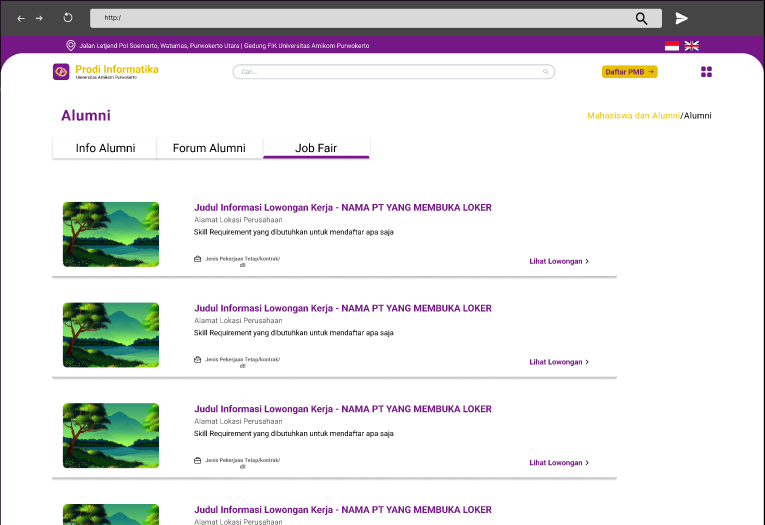 http:/
Jalan Letjend Pol Soemarto, Watumas, Purwokerto Utara | Gedung FIK Universitas Amikom Purwokerto
Prodi Informatika
Universitas Amikom Purwokerto
Cari...
Daftar PMB →
Alumni
Mahasiswa dan Alumni/Alumni
Info Alumni
Forum Alumni
Job Fair
Judul Informasi Lowongan Kerja - NAMA PT YANG MEMBUKA LOKER
Alamat Lokasi Perusahaan
Skill Requirement yang dibutuhkan untuk mendaftar apa saja
Jenis Pekerjaan Tetap/kontrak/
dll
Lihat Lowongan >
Judul Informasi Lowongan Kerja - NAMA PT YANG MEMBUKA LOKER
Alamat Lokasi Perusahaan
Skill Requirement yang dibutuhkan untuk mendaftar apa saja
Jenis Pekerjaan Tetap/kontrak/
dll
Lihat Lowongan >
Judul Informasi Lowongan Kerja - NAMA PT YANG MEMBUKA LOKER
Alamat Lokasi Perusahaan
Skill Requirement yang dibutuhkan untuk mendaftar apa saja
Jenis Pekerjaan Tetap/kontrak/
dll
Lihat Lowongan >
Judul Informasi Lowongan Kerja - NAMA PT YANG MEMBUKA LOKER
Alamat Lokasi Perusahaan